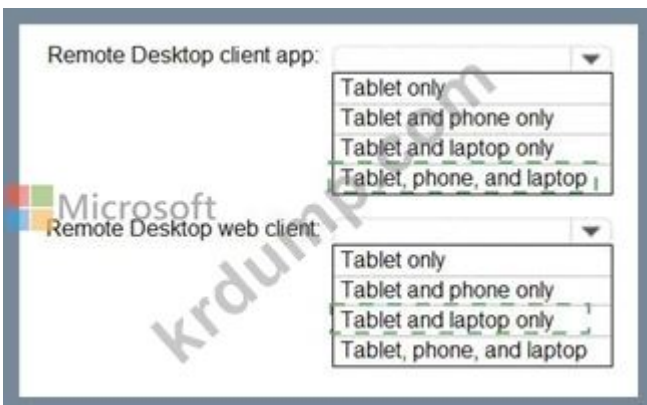 Remote Desktop client app:
Tablet only
Tablet and phone only
Tablet and laptop only
Tablet, phone, and laptop
Microsoft
Remote Desktop web client:
Tablet only
Tablet and phone only
Tablet and laptop only
Tablet, phone, and laptop
krdump.com